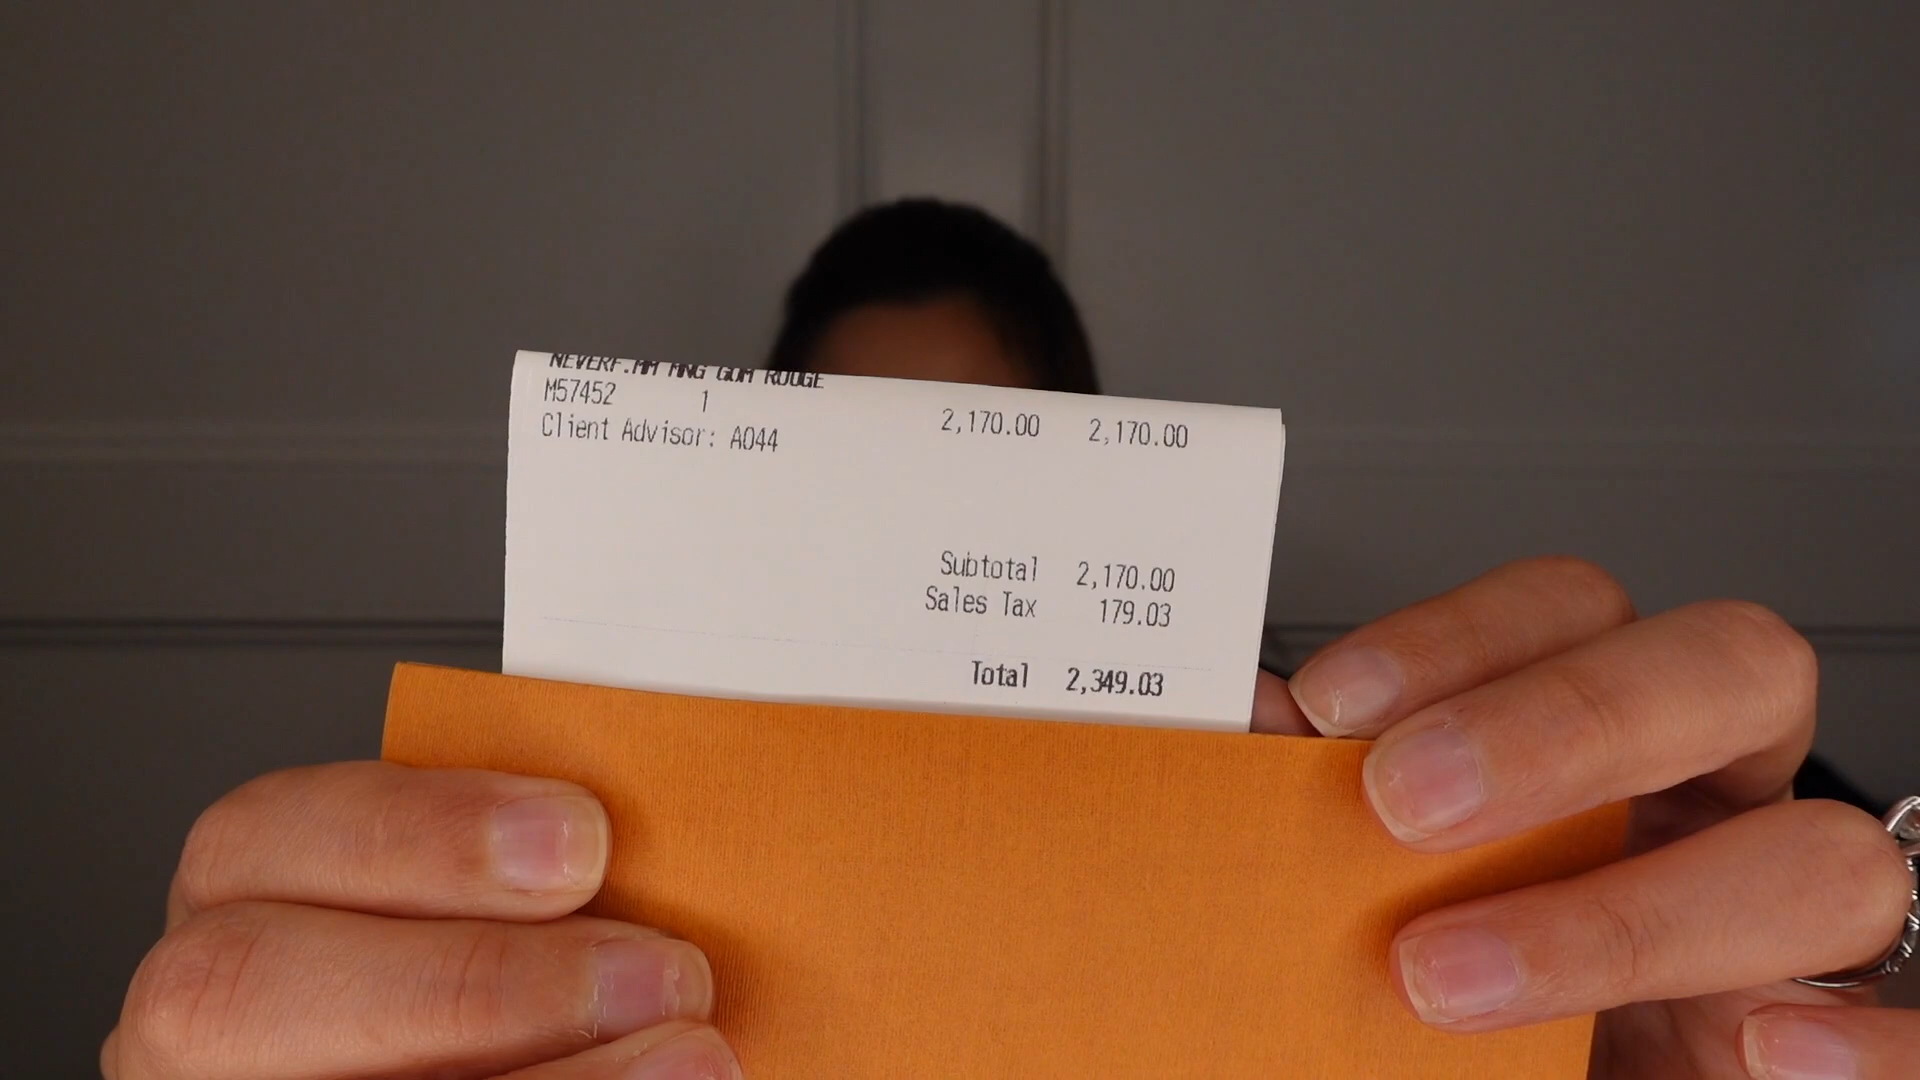 NEVERF.MM MNG GOM ROUGE
M57452 1 2,170.00 2,170.00
Client Advisor: A044
Subtotal 2,170.00
Sales Tax 179.03
Total 2,349.03